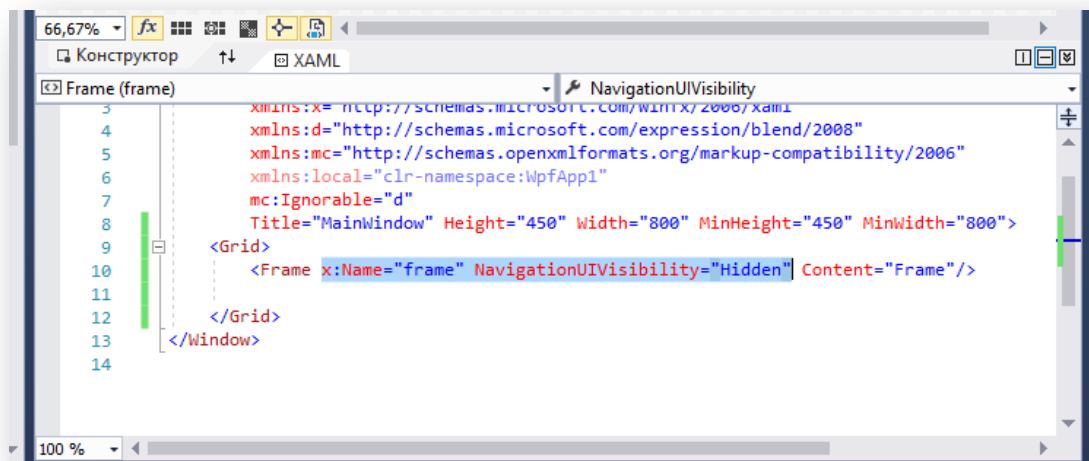 66,67% fx
Конструктор XAML
Frame (frame) NavigationUIVisibility
3 xmlns:x="http://schemas.microsoft.com/winfx/2006/xaml"
4 xmlns:d="http://schemas.microsoft.com/expression/blend/2008"
5 xmlns:mc="http://schemas.openxmlformats.org/markup-compatibility/2006"
6 xmlns:local="clr-namespace:WpfApp1"
7 mc:Ignorable="d"
8 Title="MainWindow" Height="450" Width="800" MinHeight="450" MinWidth="800">
9 <Grid>
10 <Frame x:Name="frame" NavigationUIVisibility="Hidden" Content="Frame"/>
11
12 </Grid>
13 </Window>
14
100 %